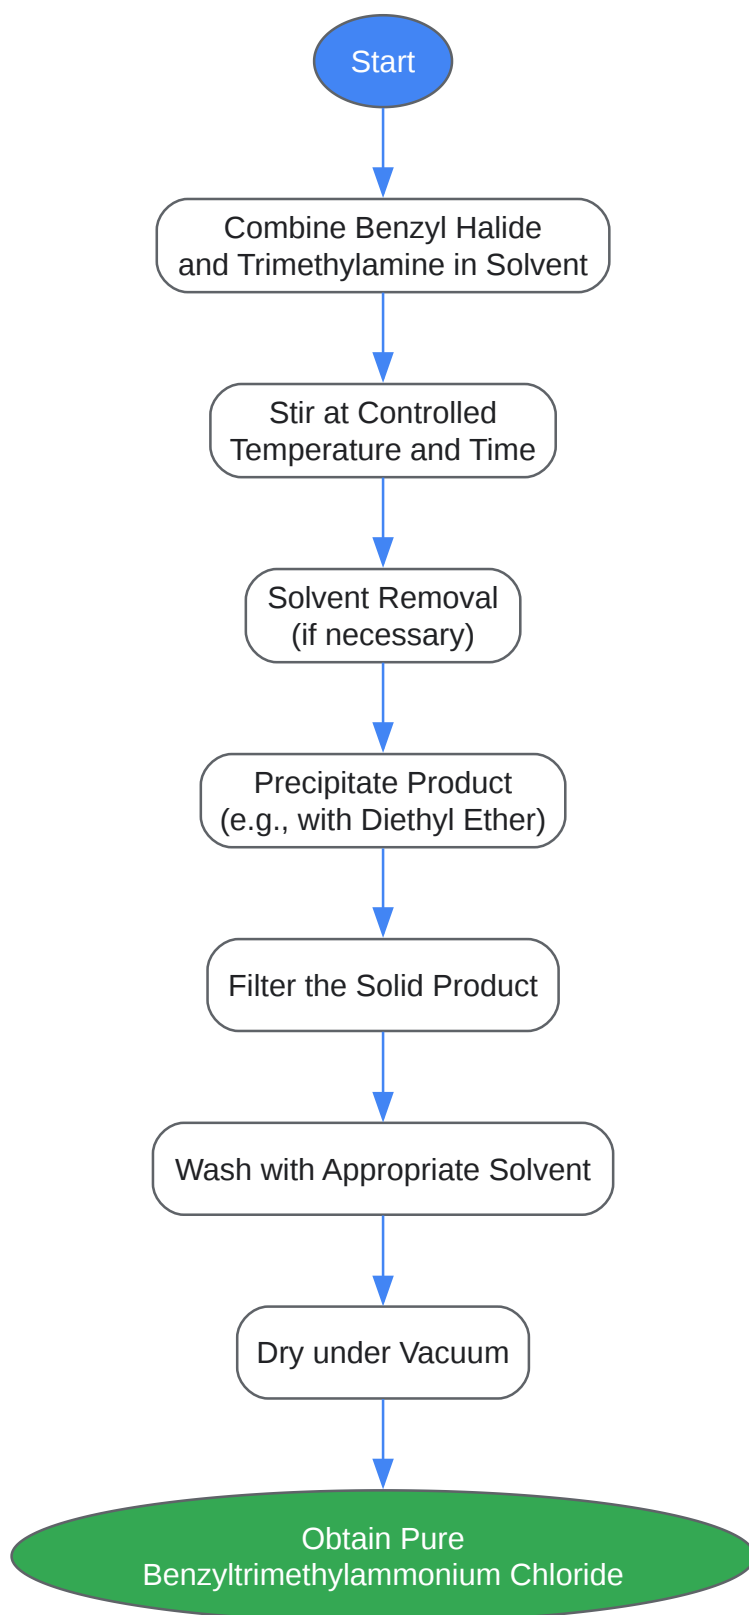 Start
Combine Benzyl Halide
and Trimethylamine in Solvent
Stir at Controlled
Temperature and Time
Solvent Removal
(if necessary)
Precipitate Product
(e.g., with Diethyl Ether)
Filter the Solid Product
Wash with Appropriate Solvent
Dry under Vacuum
Obtain Pure
Benzyltrimethylammonium Chloride